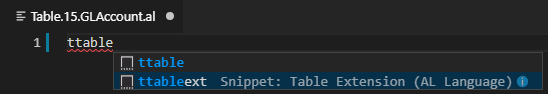 Table.15.GLAccount.al
1 ttable
ttable
ttableext Snippet: Table Extension (AL Language)